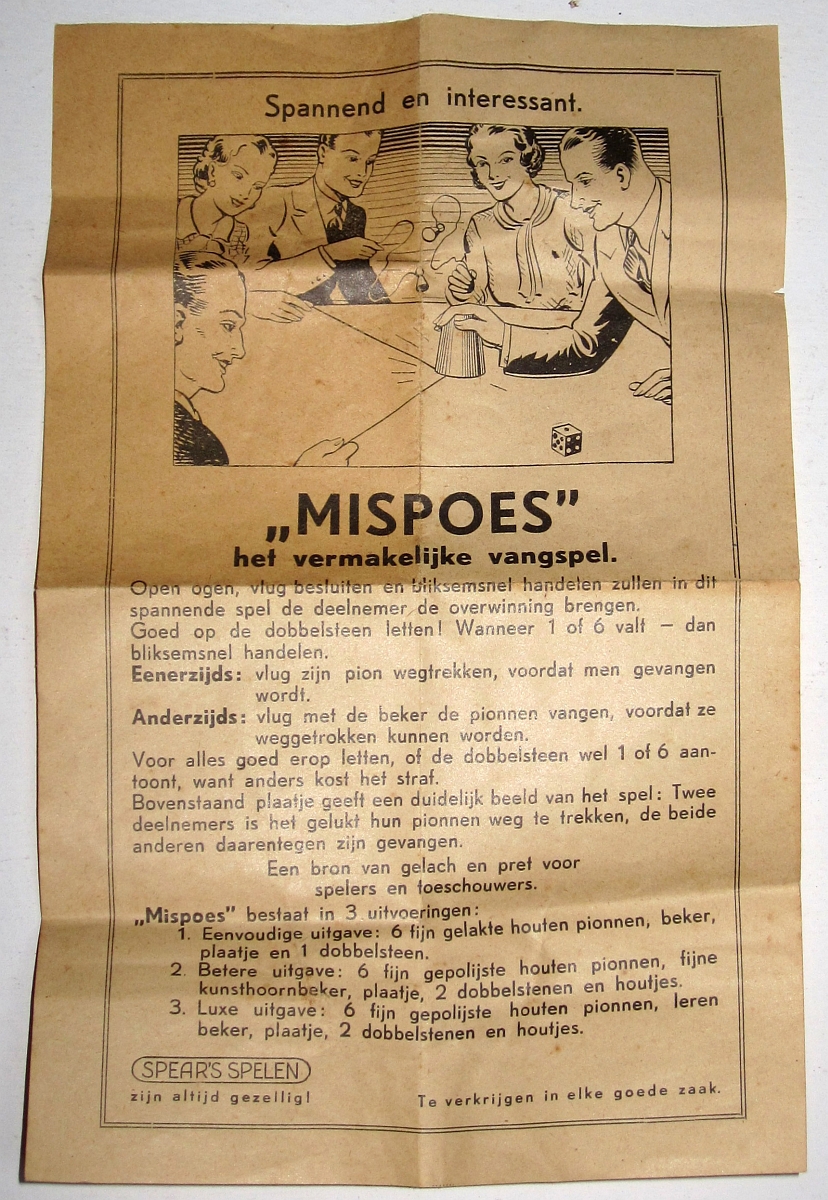 Spannend en interessant.
„MISPOES”
het vermakelijke vangspel.
Open ogen, vlug besluiten en bliksemsnel handelen zullen in dit
spannende spel de deelnemer de overwinning brengen.
Goed op de dobbelsteen letten! Wanneer 1 of 6 valt — dan
bliksemsnel handelen.
Eenerzijds: vlug zijn pion wegtrekken, voordat men gevangen
wordt.
Anderzijds: vlug met de beker de pionnen vangen, voordat ze
weggetrokken kunnen worden.
Voor alles goed erop letten, of de dobbelsteen wel 1 of 6 aan-
toont, want anders kost het straf.
Bovenstaand plaatje geeft een duidelijk beeld van het spel: Twee
deelnemers is het gelukt hun pionnen weg te trekken, de beide
anderen daarentegen zijn gevangen.
Een bron van gelach en pret voor
spelers en toeschouwers.
„Mispoes” bestaat in 3 uitvoeringen:
1. Eenvoudige uitgave: 6 fijn gelakte houten pionnen, beker,
plaatje en 1 dobbelsteen.
2. Betere uitgave: 6 fijn gepolijste houten pionnen, fijne
kunsthoornbeker, plaatje, 2 dobbelstenen en houtjes.
3. Luxe uitgave: 6 fijn gepolijste houten pionnen, leren
beker, plaatje, 2 dobbelstenen en houtjes.
SPEAR'S SPELEN
zijn altijd gezellig!
Te verkrijgen in elke goede zaak.